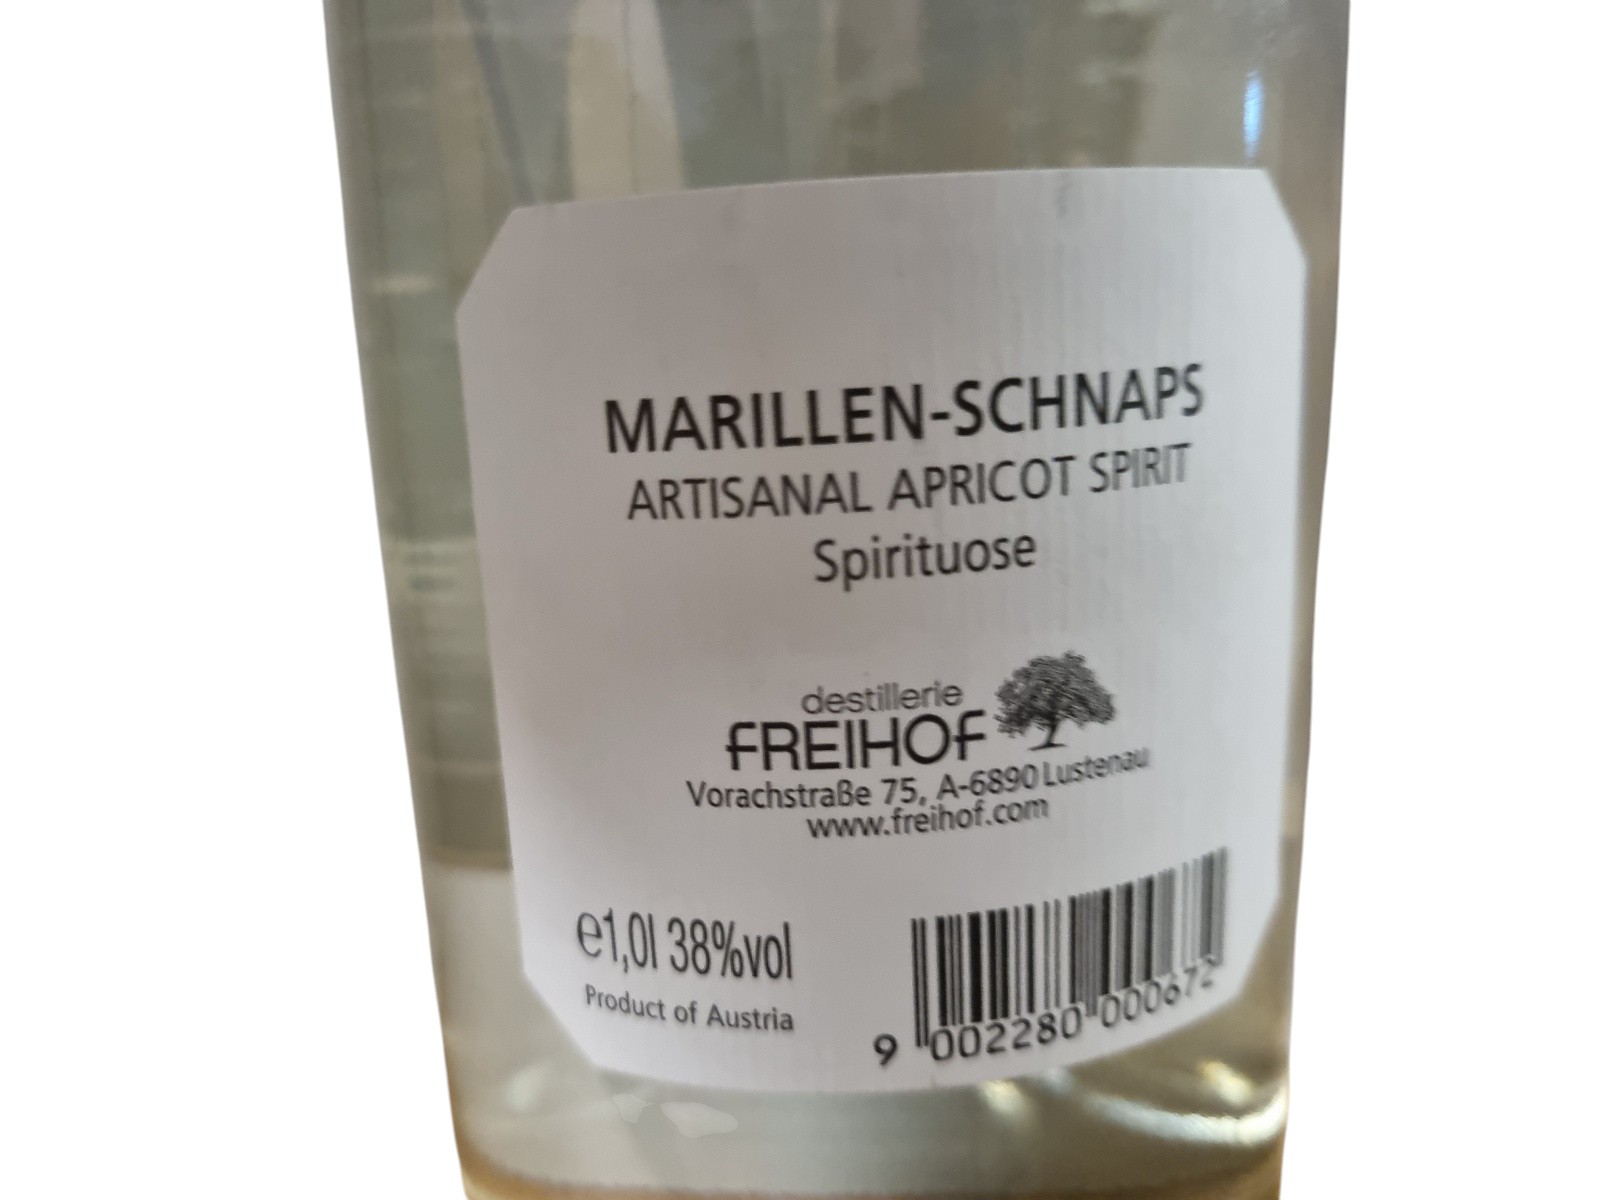 MARILLEN-SCHNAPS
ARTISANAL APRICOT SPIRIT
Spirituose
destillerie
FREIHOF
Vorachstraße 75, A-6890 Lustenau
www.freihof.com
℮1,0l 38%vol
Product of Austria
9 002280 000672